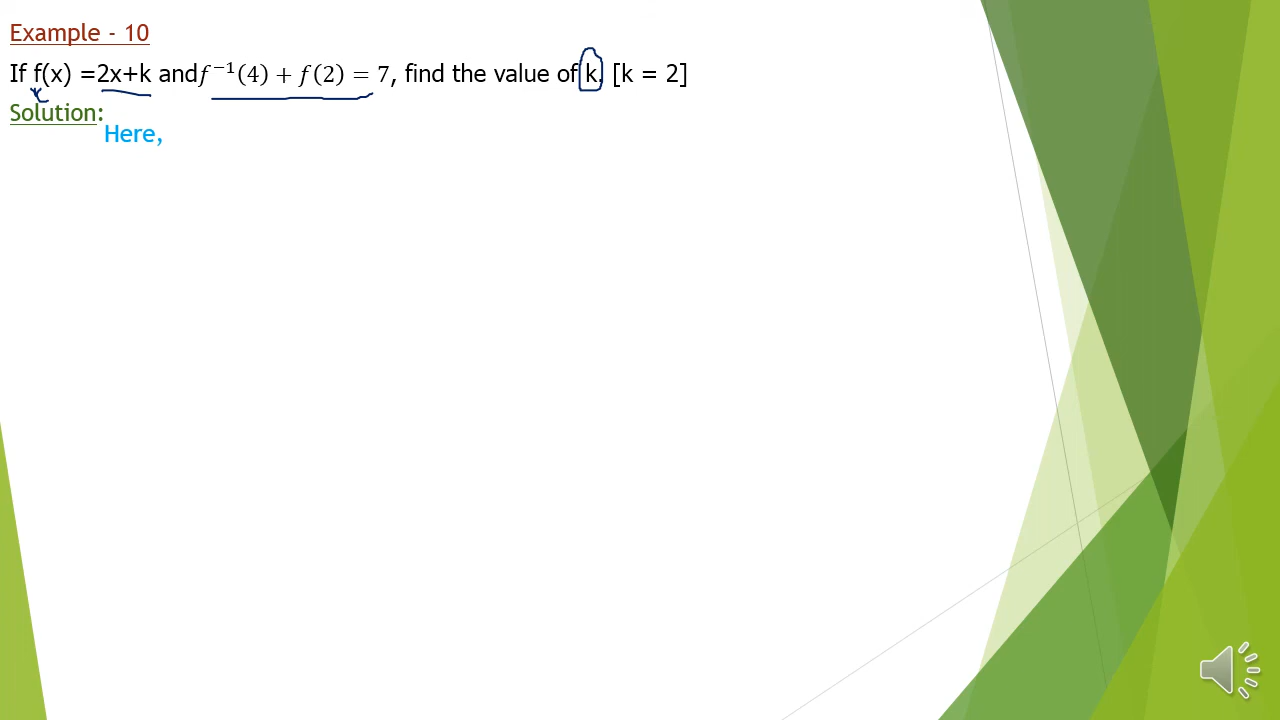 Example - 10
If f(x) =2x+k and f⁻¹(4) + f(2) = 7, find the value of k. [k = 2]
Solution:
Here,